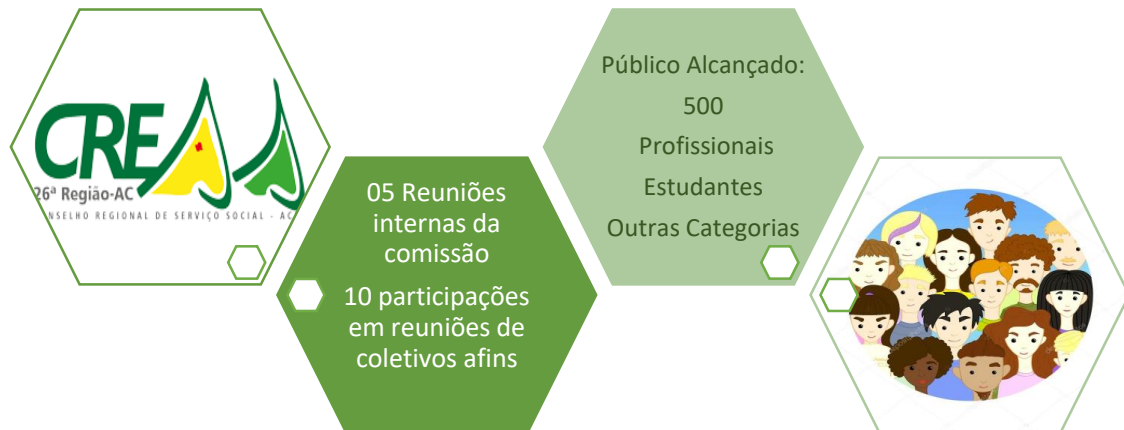 CRE
26ª Região-AC
NSELHO REGIONAL DE SERVIÇO SOCIAL - AC
05 Reuniões
internas da
comissão
10 participações
em reuniões de
coletivos afins
Público Alcançado:
500
Profissionais
Estudantes
Outras Categorias